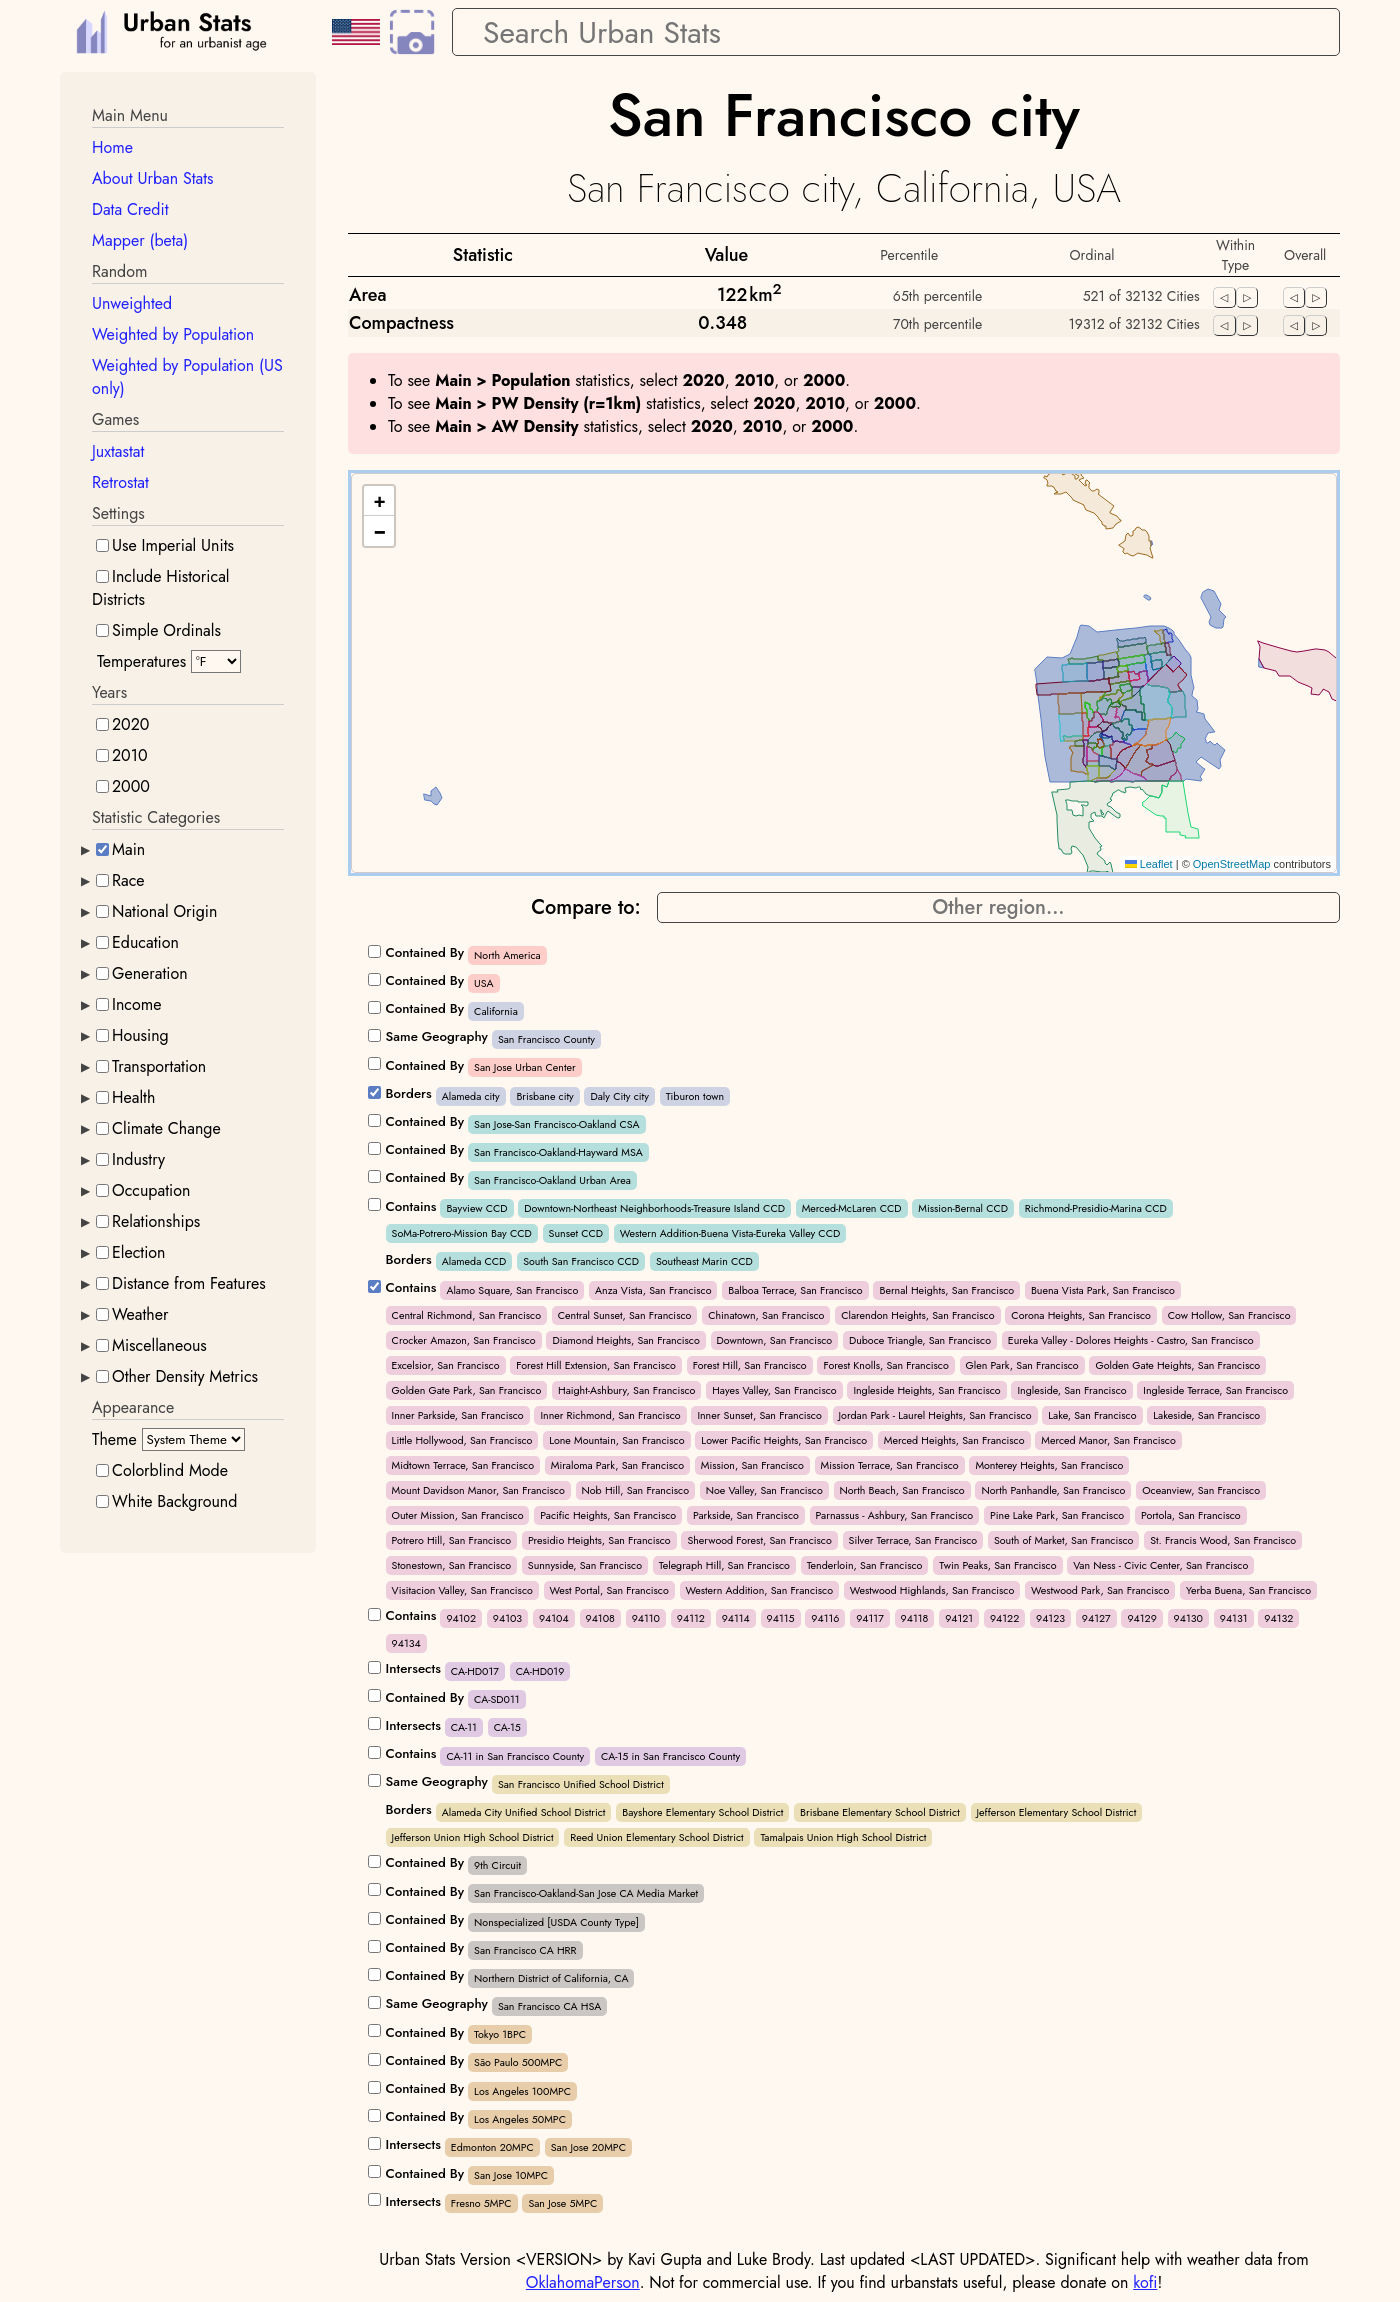 Urban Stats
for an urbanist age
Search Urban Stats
Main Menu
Home
About Urban Stats
Data Credit
Mapper (beta)
Random
Unweighted
Weighted by Population
Weighted by Population (US
only)
Games
Juxtastat
Retrostat
Settings
Use Imperial Units
Include Historical
Districts
Simple Ordinals
Temperatures °F
Years
2020
2010
2000
Statistic Categories
Main
Race
National Origin
Education
Generation
Income
Housing
Transportation
Health
Climate Change
Industry
Occupation
Relationships
Election
Distance from Features
Weather
Miscellaneous
Other Density Metrics
Appearance
Theme System Theme
Colorblind Mode
White Background
San Francisco city
San Francisco city, California, USA
Statistic Value Percentile Ordinal Within Type Overall
Area 122 km² 65th percentile 521 of 32132 Cities
Compactness 0.348 70th percentile 19312 of 32132 Cities
To see Main > Population statistics, select 2020, 2010, or 2000.
To see Main > PW Density (r=1km) statistics, select 2020, 2010, or 2000.
To see Main > AW Density statistics, select 2020, 2010, or 2000.
+
−
Leaflet | © OpenStreetMap contributors
Compare to: Other region...
Contained By North America
Contained By USA
Contained By California
Same Geography San Francisco County
Contained By San Jose Urban Center
Borders Alameda city Brisbane city Daly City city Tiburon town
Contained By San Jose-San Francisco-Oakland CSA
Contained By San Francisco-Oakland-Hayward MSA
Contained By San Francisco-Oakland Urban Area
Contains Bayview CCD Downtown-Northeast Neighborhoods-Treasure Island CCD Merced-McLaren CCD Mission-Bernal CCD Richmond-Presidio-Marina CCD
SoMa-Potrero-Mission Bay CCD Sunset CCD Western Addition-Buena Vista-Eureka Valley CCD
Borders Alameda CCD South San Francisco CCD Southeast Marin CCD
Contains Alamo Square, San Francisco Anza Vista, San Francisco Balboa Terrace, San Francisco Bernal Heights, San Francisco Buena Vista Park, San Francisco
Central Richmond, San Francisco Central Sunset, San Francisco Chinatown, San Francisco Clarendon Heights, San Francisco Corona Heights, San Francisco Cow Hollow, San Francisco
Crocker Amazon, San Francisco Diamond Heights, San Francisco Downtown, San Francisco Duboce Triangle, San Francisco Eureka Valley - Dolores Heights - Castro, San Francisco
Excelsior, San Francisco Forest Hill Extension, San Francisco Forest Hill, San Francisco Forest Knolls, San Francisco Glen Park, San Francisco Golden Gate Heights, San Francisco
Golden Gate Park, San Francisco Haight-Ashbury, San Francisco Hayes Valley, San Francisco Ingleside Heights, San Francisco Ingleside, San Francisco Ingleside Terrace, San Francisco
Inner Parkside, San Francisco Inner Richmond, San Francisco Inner Sunset, San Francisco Jordan Park - Laurel Heights, San Francisco Lake, San Francisco Lakeside, San Francisco
Little Hollywood, San Francisco Lone Mountain, San Francisco Lower Pacific Heights, San Francisco Merced Heights, San Francisco Merced Manor, San Francisco
Midtown Terrace, San Francisco Miraloma Park, San Francisco Mission, San Francisco Mission Terrace, San Francisco Monterey Heights, San Francisco
Mount Davidson Manor, San Francisco Nob Hill, San Francisco Noe Valley, San Francisco North Beach, San Francisco North Panhandle, San Francisco Oceanview, San Francisco
Outer Mission, San Francisco Pacific Heights, San Francisco Parkside, San Francisco Parnassus - Ashbury, San Francisco Pine Lake Park, San Francisco Portola, San Francisco
Potrero Hill, San Francisco Presidio Heights, San Francisco Sherwood Forest, San Francisco Silver Terrace, San Francisco South of Market, San Francisco St. Francis Wood, San Francisco
Stonestown, San Francisco Sunnyside, San Francisco Telegraph Hill, San Francisco Tenderloin, San Francisco Twin Peaks, San Francisco Van Ness - Civic Center, San Francisco
Visitacion Valley, San Francisco West Portal, San Francisco Western Addition, San Francisco Westwood Highlands, San Francisco Westwood Park, San Francisco Yerba Buena, San Francisco
Contains 94102 94103 94104 94108 94110 94112 94114 94115 94116 94117 94118 94121 94122 94123 94127 94129 94130 94131 94132
94134
Intersects CA-HD017 CA-HD019
Contained By CA-SD011
Intersects CA-11 CA-15
Contains CA-11 in San Francisco County CA-15 in San Francisco County
Same Geography San Francisco Unified School District
Borders Alameda City Unified School District Bayshore Elementary School District Brisbane Elementary School District Jefferson Elementary School District
Jefferson Union High School District Reed Union Elementary School District Tamalpais Union High School District
Contained By 9th Circuit
Contained By San Francisco-Oakland-San Jose CA Media Market
Contained By Nonspecialized [USDA County Type]
Contained By San Francisco CA HRR
Contained By Northern District of California, CA
Same Geography San Francisco CA HSA
Contained By Tokyo 1BPC
Contained By São Paulo 500MPC
Contained By Los Angeles 100MPC
Contained By Los Angeles 50MPC
Intersects Edmonton 20MPC San Jose 20MPC
Contained By San Jose 10MPC
Intersects Fresno 5MPC San Jose 5MPC
Urban Stats Version <VERSION> by Kavi Gupta and Luke Brody. Last updated <LAST UPDATED>. Significant help with weather data from
OklahomaPerson. Not for commercial use. If you find urbanstats useful, please donate on kofi!